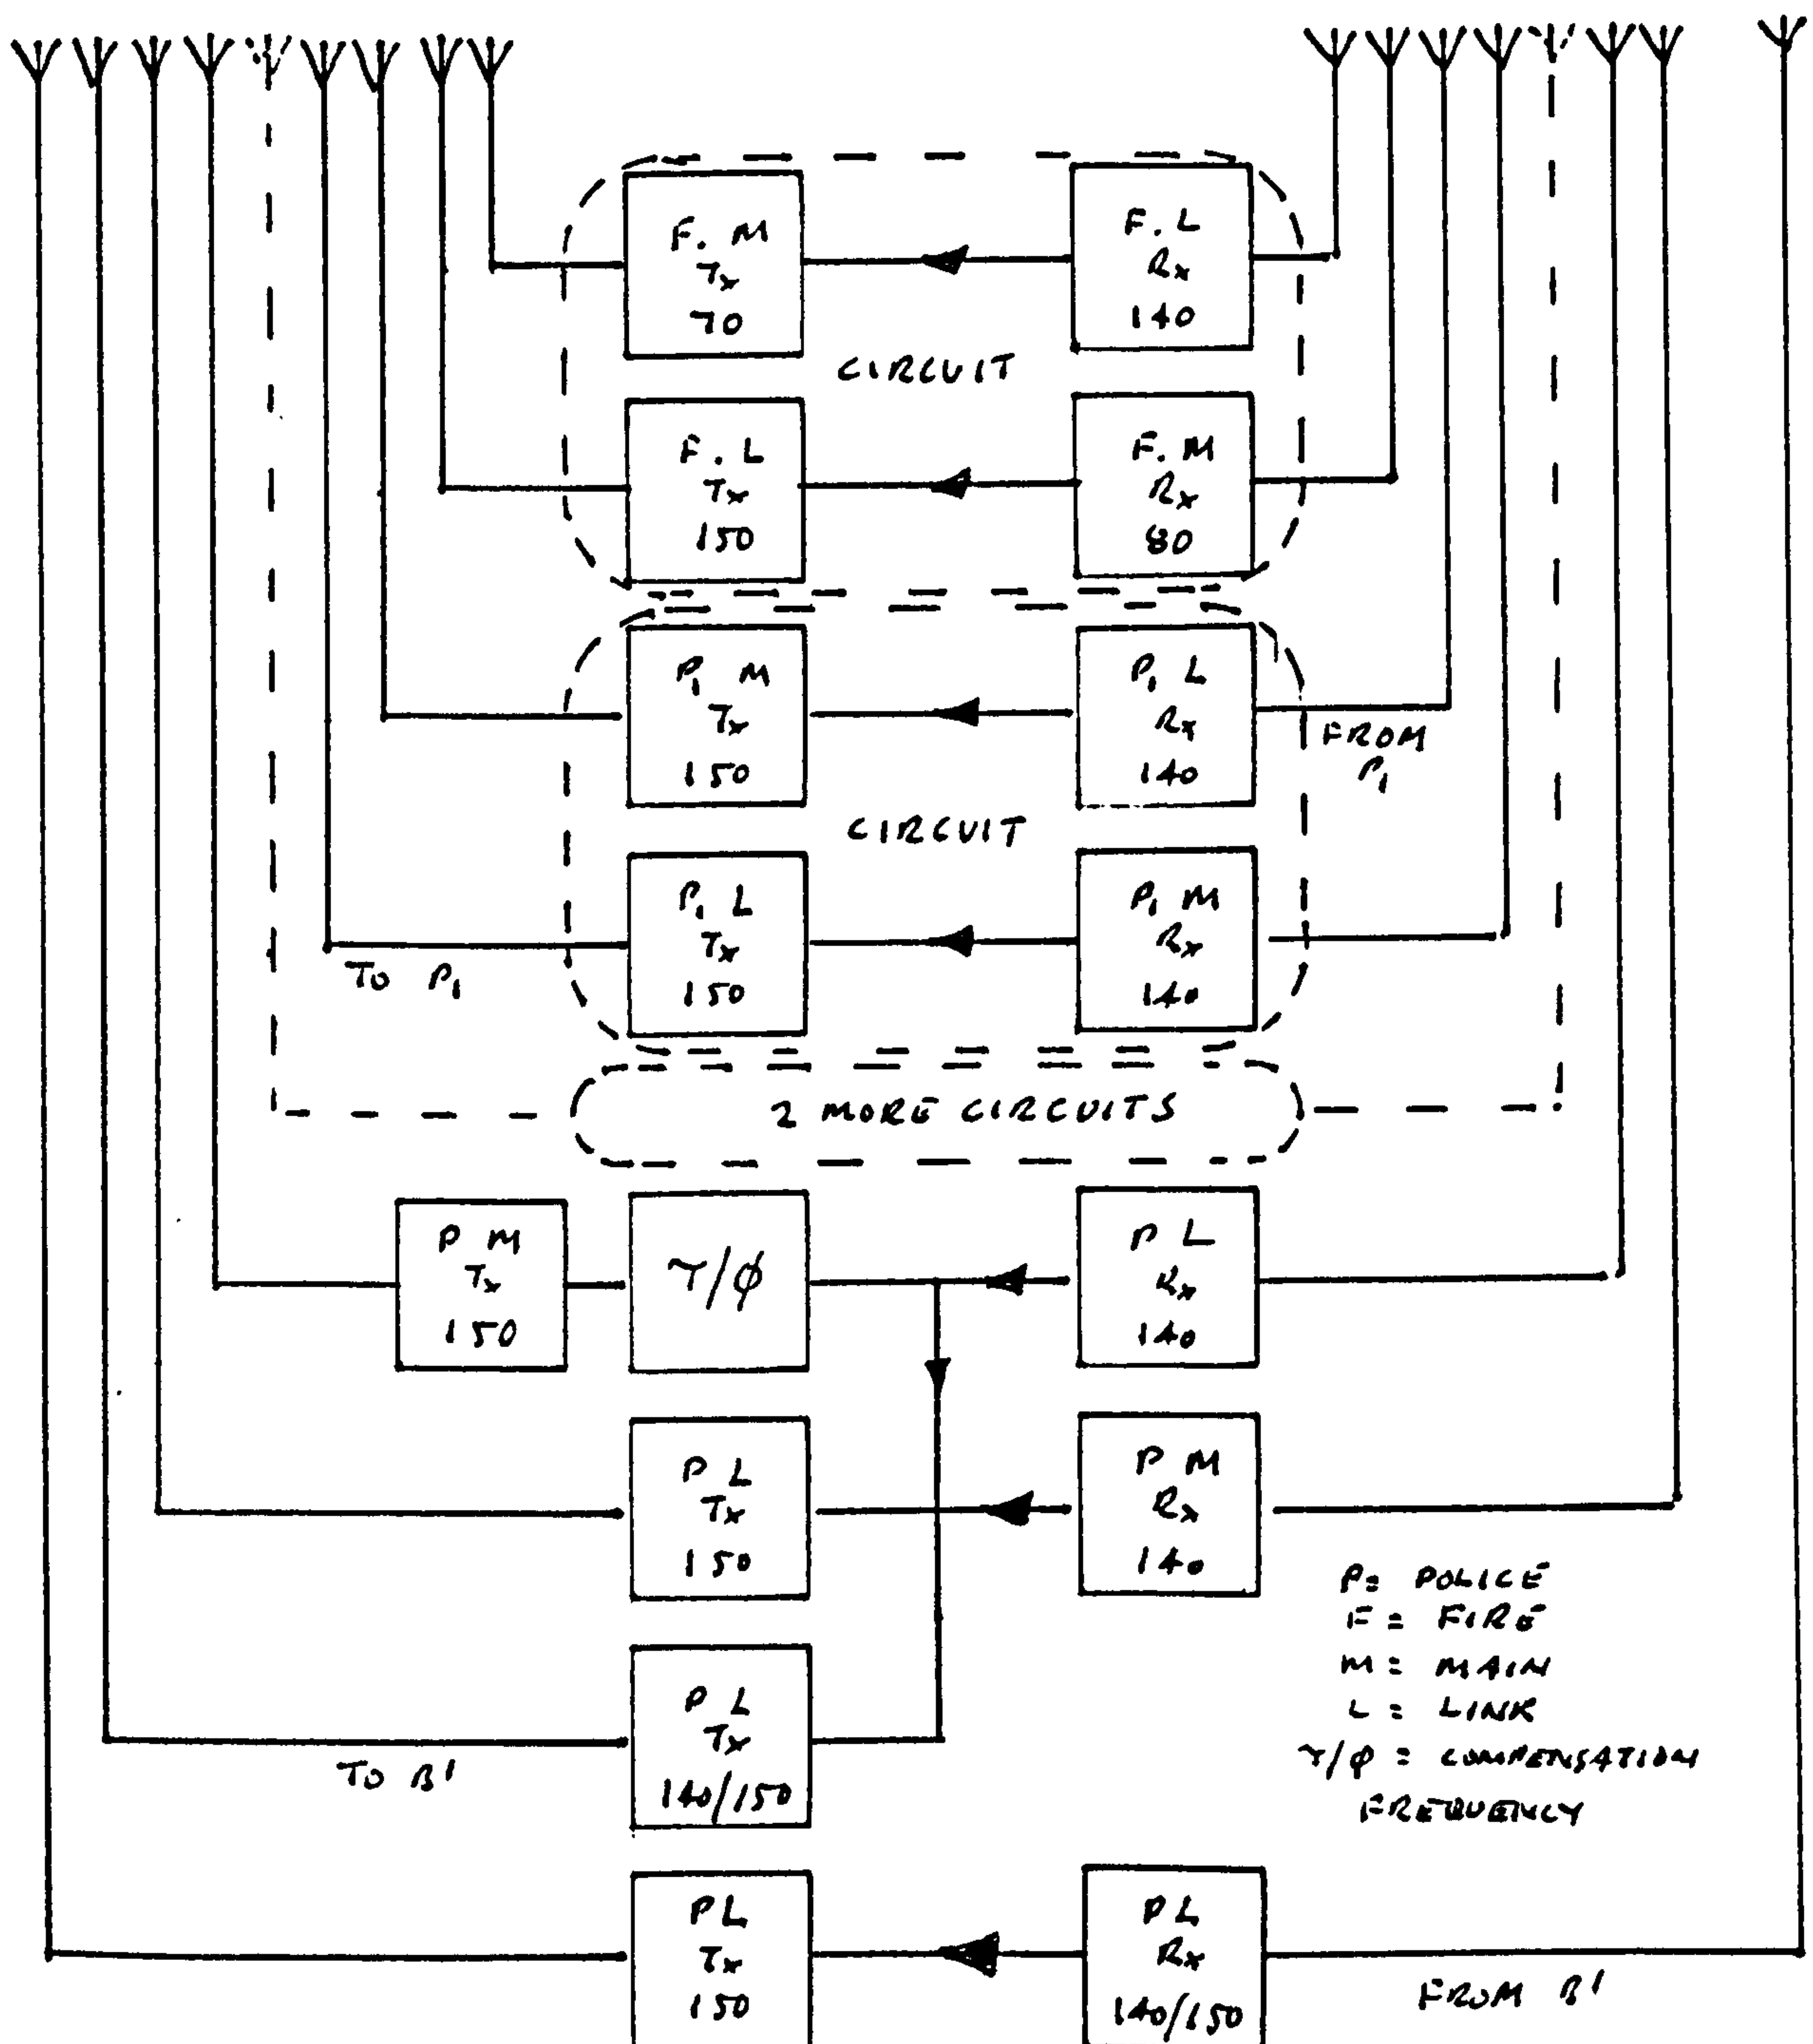 F. M
Tx
70
F. L
Rx
140
CIRCUIT
F. L
Tx
150
F. M
Rx
80
P1 M
Tx
150
P1 L
Rx
140
FROM
P1
CIRCUIT
P1 L
Tx
150
P1 M
Rx
140
TO P1
2 MORE CIRCUITS
P M
Tx
150
τ/φ
P L
Rx
140
P L
Tx
150
P M
Rx
140
P = POLICE
F = FIRE
M = MAIN
L = LINK
τ/φ = COMPENSATION
FREQUENCY
P L
Tx
140/150
TO B'
PL
Tx
150
PL
Rx
140/150
FROM B'